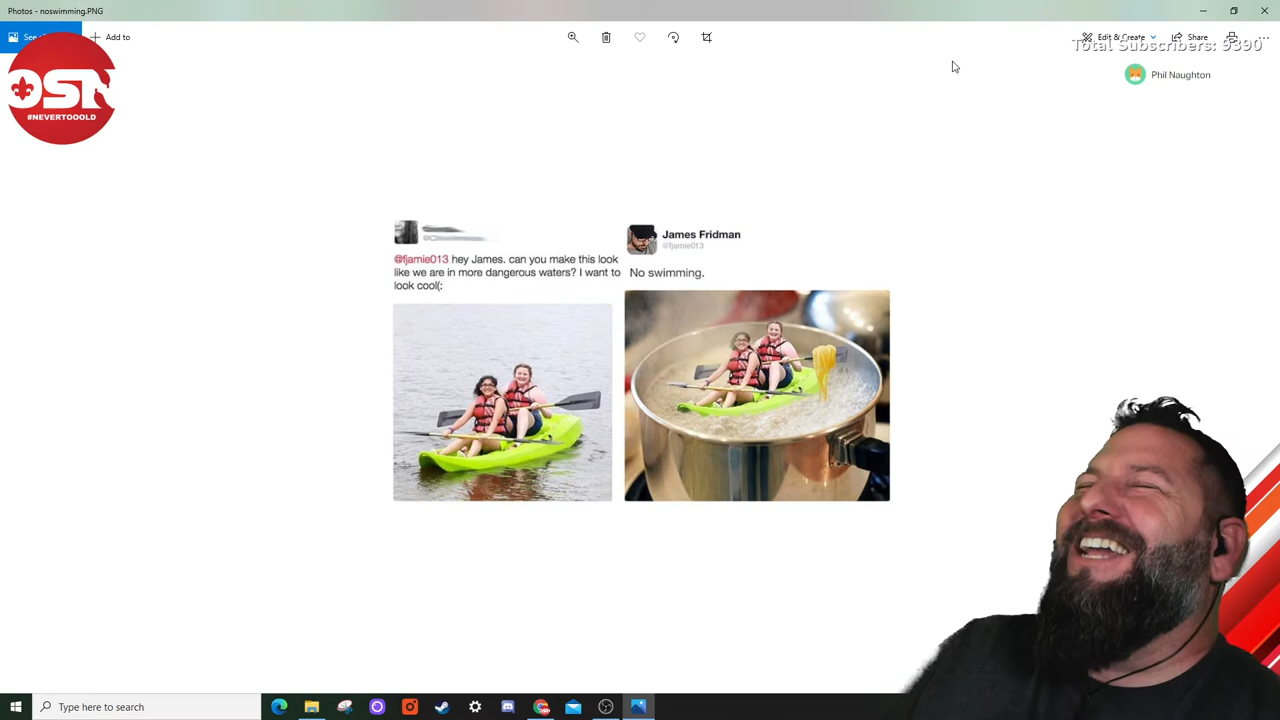 Photos - noswimming.PNG
Add to
Edit & Create
Share
Total Subscribers: 9390
OSN
#NEVERTOOOLD
Phil Naughton
@fjamie013 hey James. can you make this look
like we are in more dangerous waters? I want to
look cool(:
James Fridman
@fjamie013
No swimming.
Type here to search